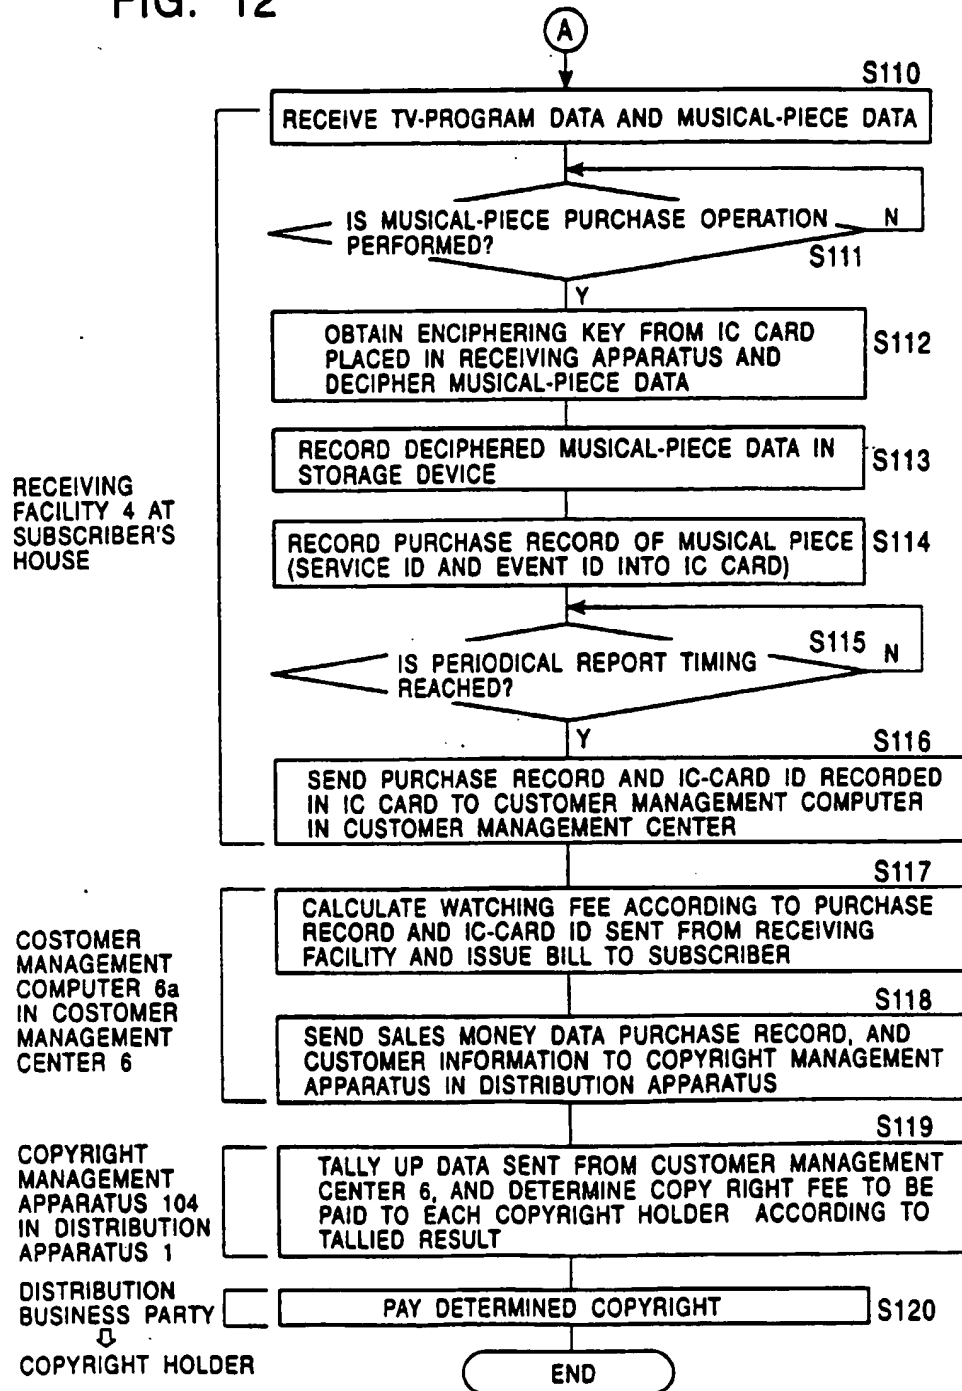 FIG. 12
A
S110
RECEIVE TV-PROGRAM DATA AND MUSICAL-PIECE DATA
IS MUSICAL-PIECE PURCHASE OPERATION
PERFORMED?
N
S111
Y
OBTAIN ENCIPHERING KEY FROM IC CARD
PLACED IN RECEIVING APPARATUS AND
DECIPHER MUSICAL-PIECE DATA
S112
RECORD DECIPHERED MUSICAL-PIECE DATA IN
STORAGE DEVICE
S113
RECEIVING
FACILITY 4 AT
SUBSCRIBER'S
HOUSE
RECORD PURCHASE RECORD OF MUSICAL PIECE
(SERVICE ID AND EVENT ID INTO IC CARD)
S114
S115
N
IS PERIODICAL REPORT TIMING
REACHED?
Y
S116
SEND PURCHASE RECORD AND IC-CARD ID RECORDED
IN IC CARD TO CUSTOMER MANAGEMENT COMPUTER
IN CUSTOMER MANAGEMENT CENTER
S117
CALCULATE WATCHING FEE ACCORDING TO PURCHASE
RECORD AND IC-CARD ID SENT FROM RECEIVING
FACILITY AND ISSUE BILL TO SUBSCRIBER
COSTOMER
MANAGEMENT
COMPUTER 6a
IN COSTOMER
MANAGEMENT
CENTER 6
S118
SEND SALES MONEY DATA PURCHASE RECORD, AND
CUSTOMER INFORMATION TO COPYRIGHT MANAGEMENT
APPARATUS IN DISTRIBUTION APPARATUS
S119
COPYRIGHT
MANAGEMENT
APPARATUS 104
IN DISTRIBUTION
APPARATUS 1
TALLY UP DATA SENT FROM CUSTOMER MANAGEMENT
CENTER 6, AND DETERMINE COPY RIGHT FEE TO BE
PAID TO EACH COPYRIGHT HOLDER ACCORDING TO
TALLIED RESULT
DISTRIBUTION
BUSINESS PARTY
⇩
COPYRIGHT HOLDER
PAY DETERMINED COPYRIGHT
S120
END